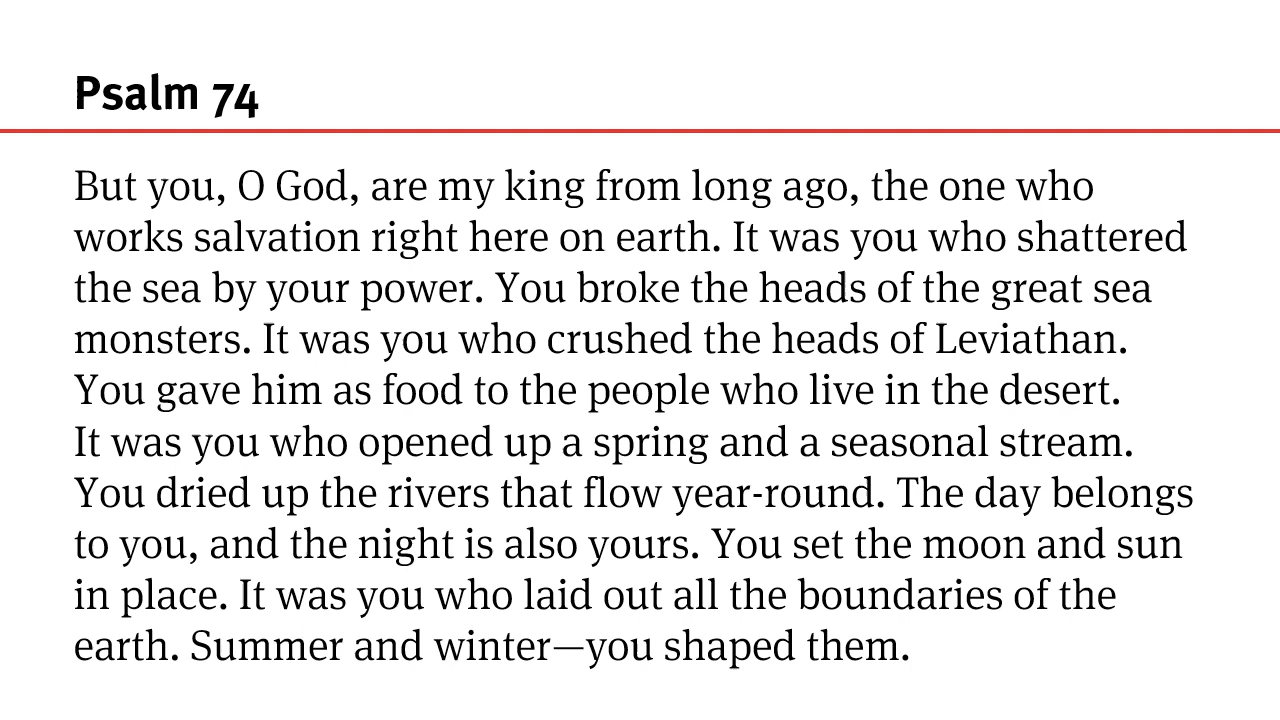 Psalm 74
But you, O God, are my king from long ago, the one who
works salvation right here on earth. It was you who shattered
the sea by your power. You broke the heads of the great sea
monsters. It was you who crushed the heads of Leviathan.
You gave him as food to the people who live in the desert.
It was you who opened up a spring and a seasonal stream.
You dried up the rivers that flow year-round. The day belongs
to you, and the night is also yours. You set the moon and sun
in place. It was you who laid out all the boundaries of the
earth. Summer and winter—you shaped them.